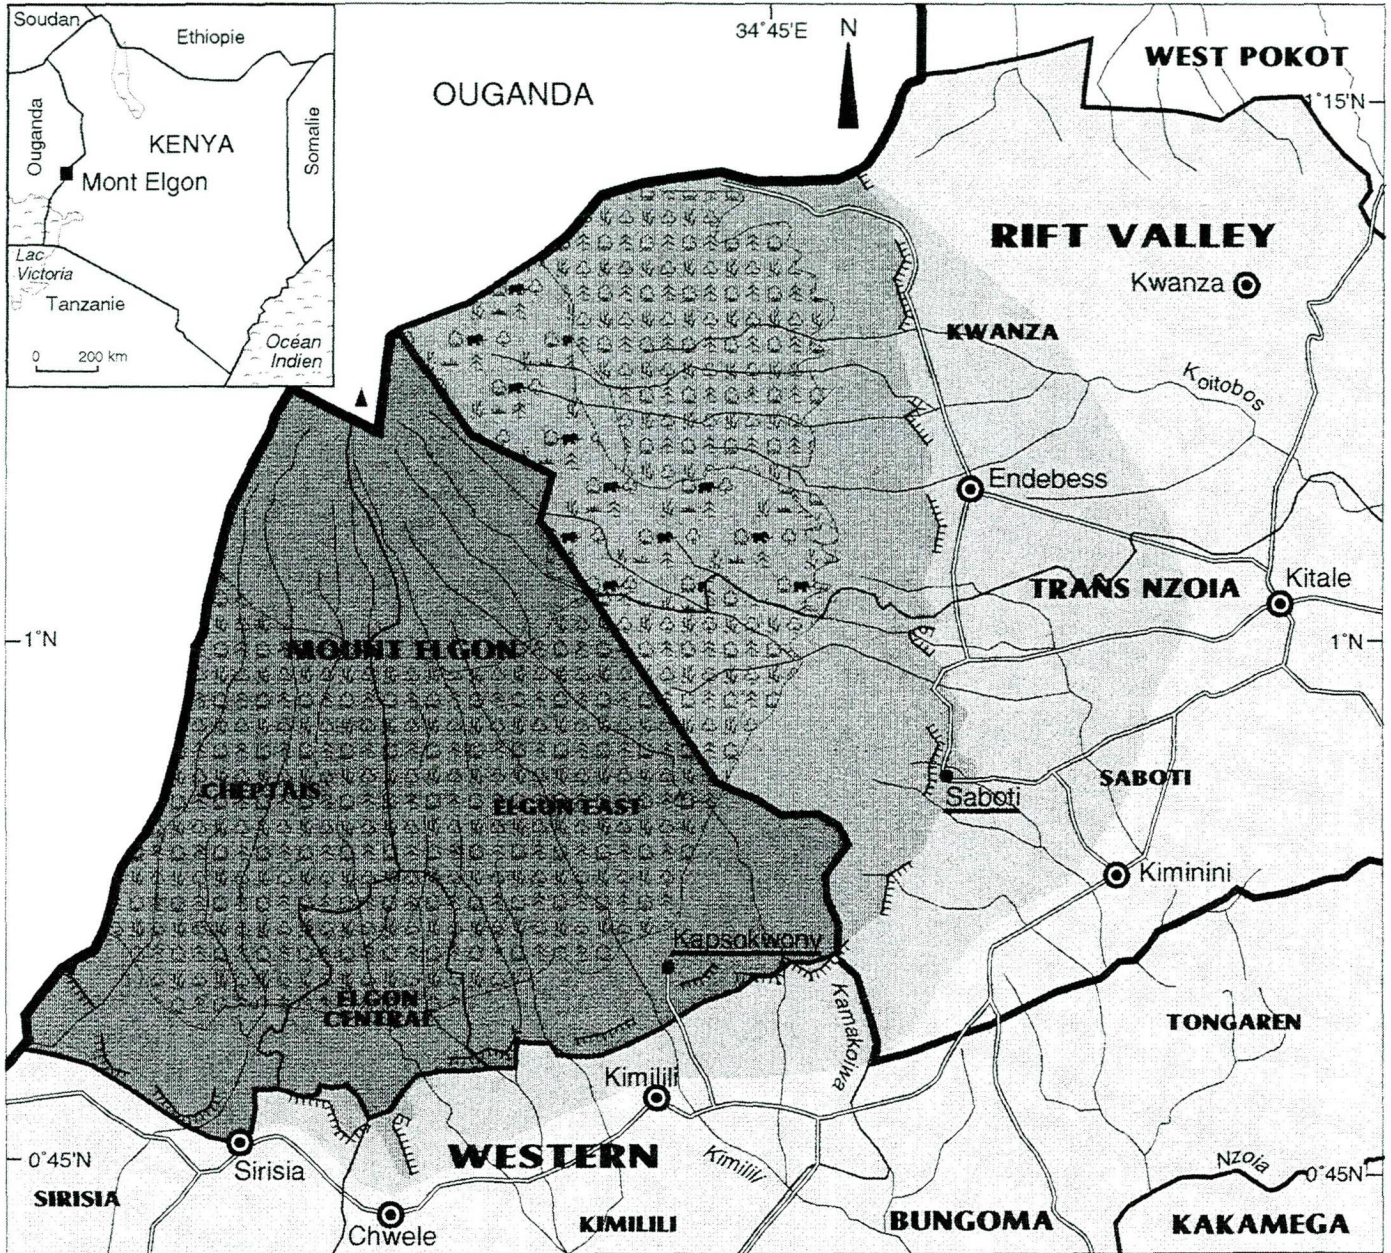 Soudan
Ethiopie
Ouganda
KENYA
Somalie
Mont Elgon
Lac
Victoria
Tanzanie
0 200 km
Océan
Indien
34°45'E
N
OUGANDA
WEST POKOT
1°15'N
RIFT VALLEY
Kwanza
KWANZA
Koitobos
Endebess
TRANS NZOIA
Kitale
1°N
1°N
MOUNT ELGON
CHEPTAIS
ELGON EAST
SABOTI
Saboti
Kiminini
Kapsokwony
ELGON
CENTRAL
Kamakoiwa
TONGAREN
Kimilili
0°45'N
Sirisia
WESTERN
Kimilili
Nzoia
0°45'N
SIRISIA
Chwele
KIMILILI
BUNGOMA
KAKAMEGA